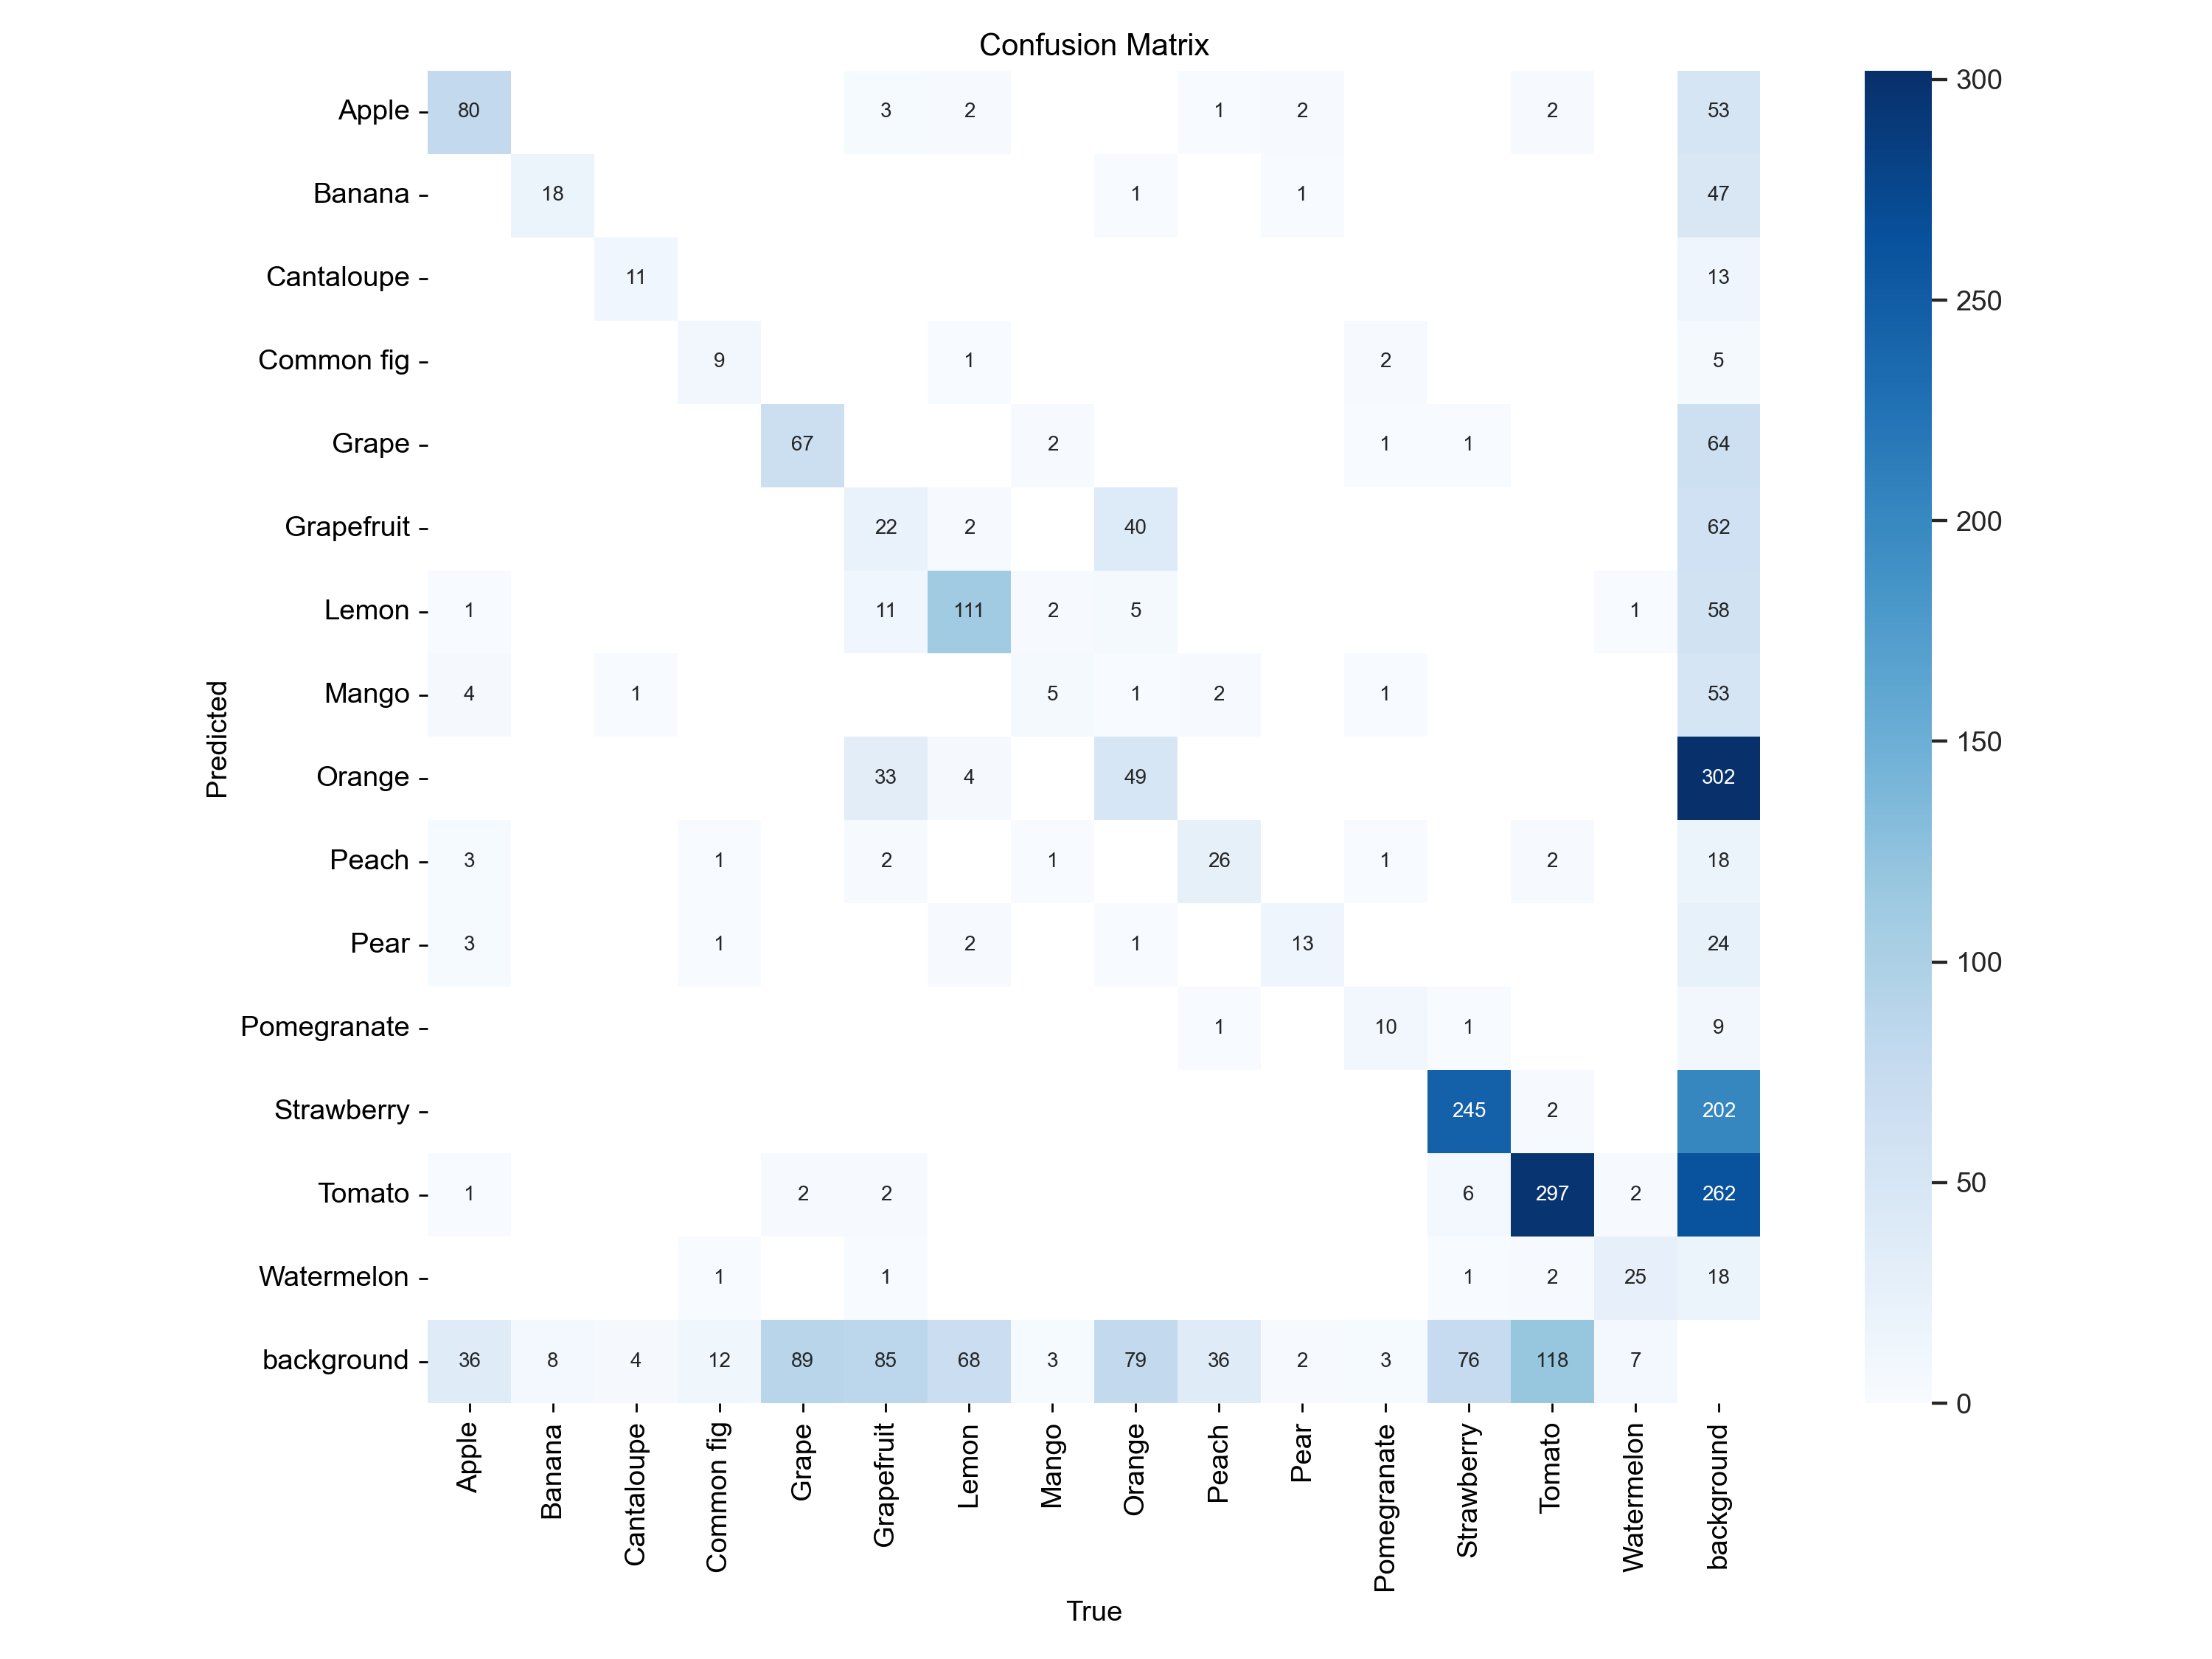 Confusion Matrix
Apple 80 3 2 1 2 2 53
Banana 18 1 1 47
Cantaloupe 11 13
Common fig 9 1 2 5
Grape 67 2 1 1 64
Grapefruit 22 2 40 62
Lemon 1 11 111 2 5 1 58
Mango 4 1 5 1 2 1 53
Orange 33 4 49 302
Peach 3 1 2 1 26 1 2 18
Pear 3 1 2 1 13 24
Pomegranate 1 10 1 9
Strawberry 245 2 202
Tomato 1 2 2 6 297 2 262
Watermelon 1 1 1 2 25 18
background 36 8 4 12 89 85 68 3 79 36 2 3 76 118 7
Predicted
Apple
Banana
Cantaloupe
Common fig
Grape
Grapefruit
Lemon
Mango
Orange
Peach
Pear
Pomegranate
Strawberry
Tomato
Watermelon
background
True
300
250
200
150
100
50
0